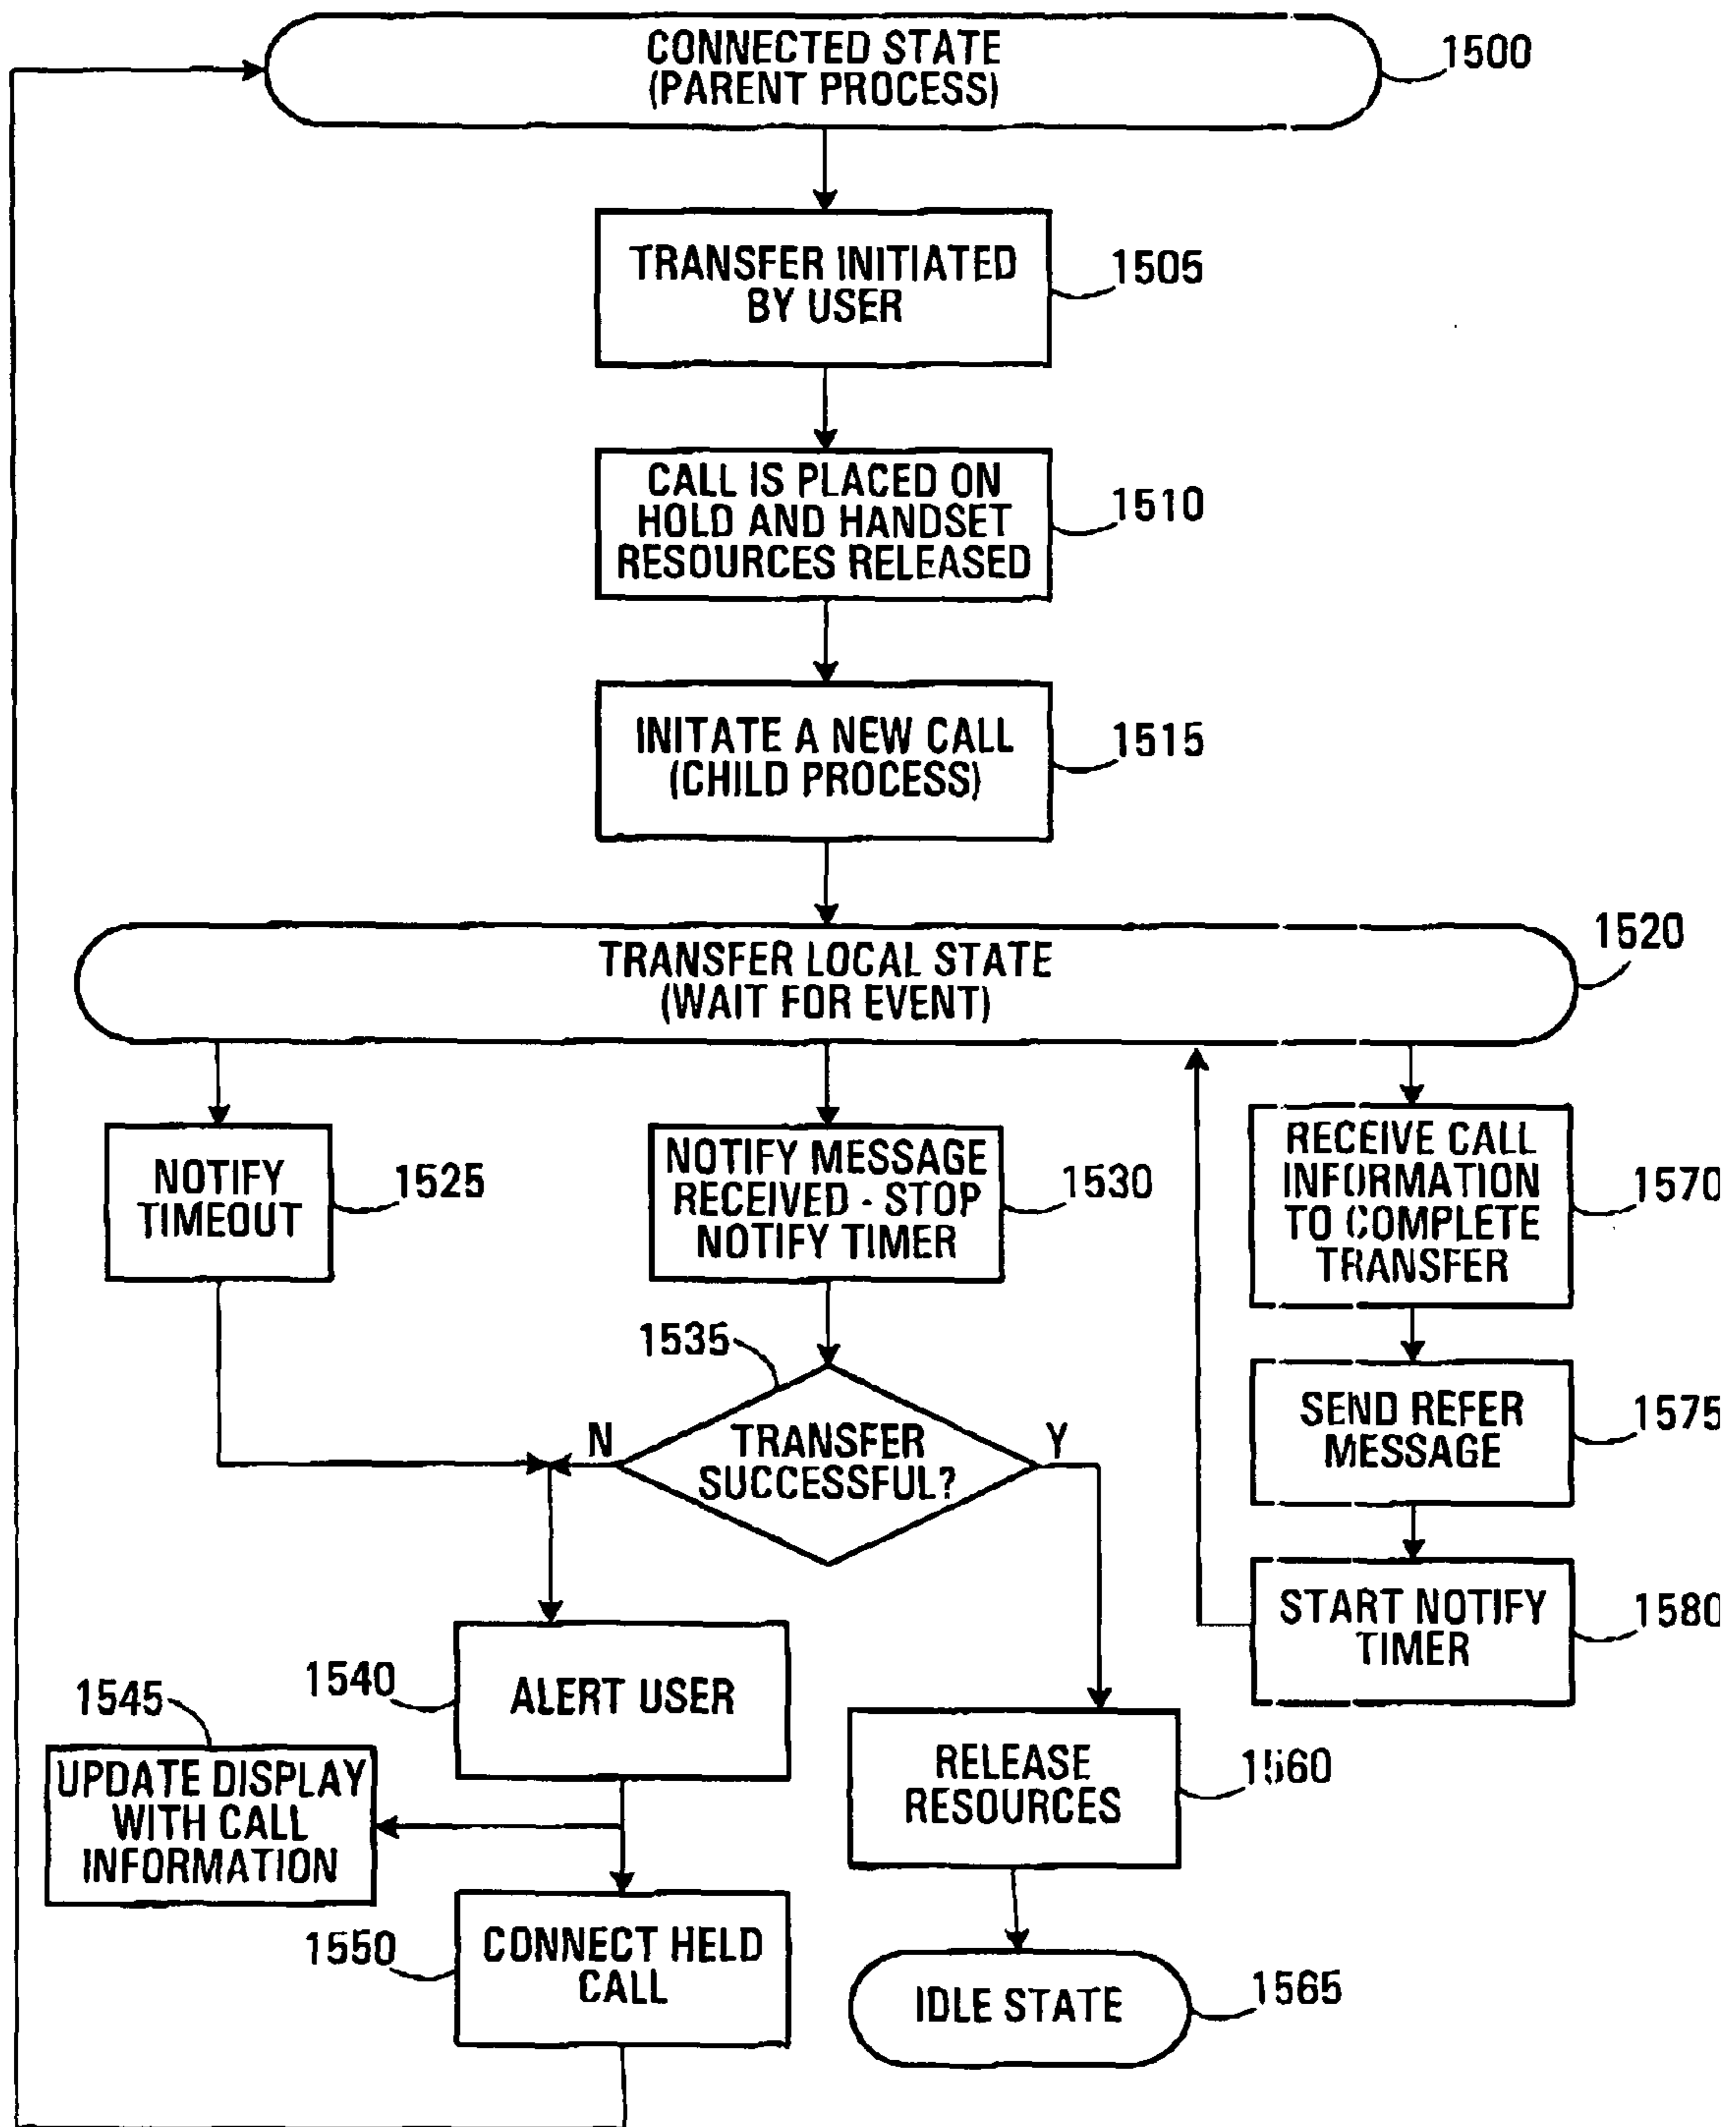 CONNECTED STATE
(PARENT PROCESS)
1500
TRANSFER INITIATED
BY USER
1505
CALL IS PLACED ON
HOLD AND HANDSET
RESOURCES RELEASED
1510
INITATE A NEW CALL
(CHILD PROCESS)
1515
TRANSFER LOCAL STATE
(WAIT FOR EVENT)
1520
NOTIFY
TIMEOUT
1525
NOTIFY MESSAGE
RECEIVED - STOP
NOTIFY TIMER
1530
RECEIVE CALL
INFORMATION
TO COMPLETE
TRANSFER
1570
1535
N
TRANSFER
SUCCESSFUL?
Y
SEND REFER
MESSAGE
1575
START NOTIFY
TIMER
1580
1540
ALERT USER
1545
UPDATE DISPLAY
WITH CALL
INFORMATION
RELEASE
RESOURCES
1560
1550
CONNECT HELD
CALL
IDLE STATE
1565